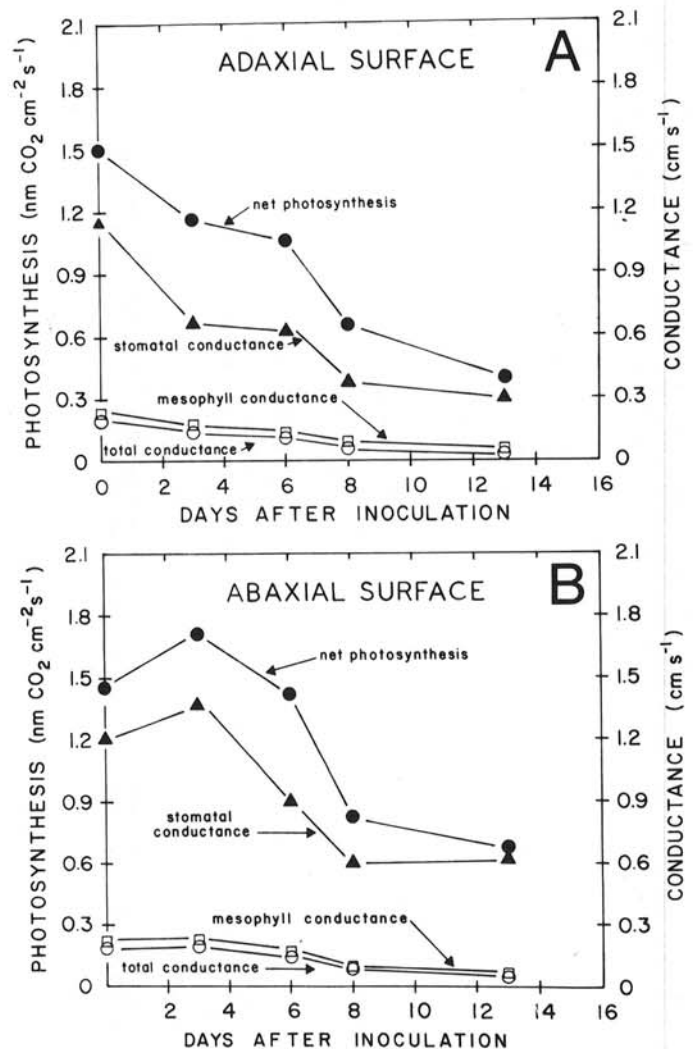 A
ADAXIAL SURFACE
PHOTOSYNTHESIS (nm CO₂ cm⁻² s⁻¹)
2.1
1.8
1.5
1.2
0.9
0.6
0.3
0
net photosynthesis
stomatal conductance
mesophyll conductance
total conductance
2.1
1.8
1.5
1.2
0.9
0.6
0.3
0
CONDUCTANCE (cm s⁻¹)
0 2 4 6 8 10 12 14 16
DAYS AFTER INOCULATION
B
ABAXIAL SURFACE
PHOTOSYNTHESIS (nm CO₂ cm⁻² s⁻¹)
2.1
1.8
1.5
1.2
0.9
0.6
0.3
0
net photosynthesis
stomatal
conductance
mesophyll conductance
total conductance
2.1
1.8
1.5
1.2
0.9
0.6
0.3
0
CONDUCTANCE (cm s⁻¹)
0 2 4 6 8 10 12 14 16
DAYS AFTER INOCULATION